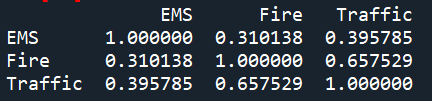 EMS Fire Traffic
EMS 1.000000 0.310138 0.395785
Fire 0.310138 1.000000 0.657529
Traffic 0.395785 0.657529 1.000000